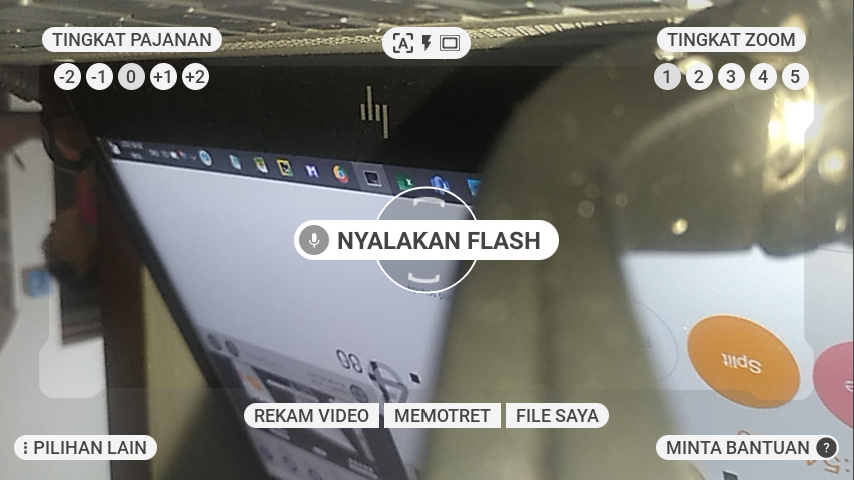 TINGKAT PAJANAN
TINGKAT ZOOM
A
-2 -1 0 +1 +2
1 2 3 4 5
NYALAKAN FLASH
Split
REKAM VIDEO
MEMOTRET
FILE SAYA
PILIHAN LAIN
MINTA BANTUAN ?